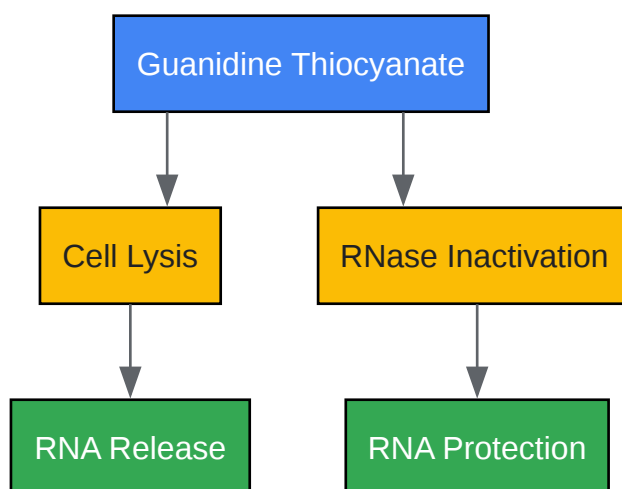 Guanidine Thiocyanate
Cell Lysis
RNase Inactivation
RNA Release
RNA Protection